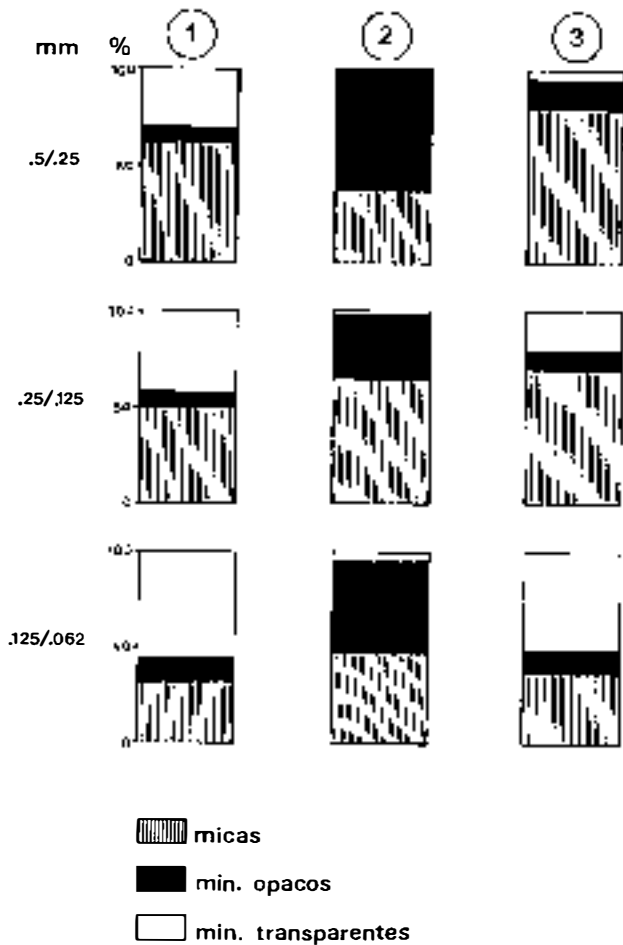 1 2 3
mm %
.5/.25
0
.25/.125
50
0
.125/.062
0
micas
min. opacos
min. transparentes